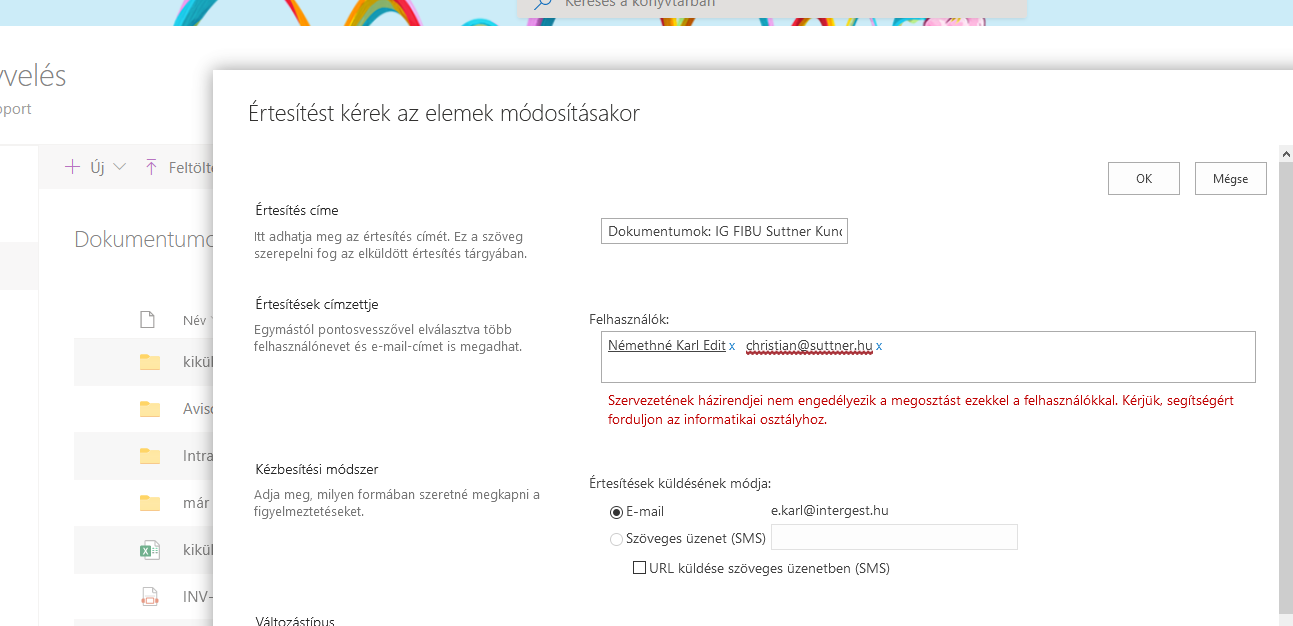 Keresés a könyvtárban
yvelés
oport
Értesítést kérek az elemek módosításakor
Új
Feltölt
OK
Mégse
Értesítés címe
Itt adhatja meg az értesítés címét. Ez a szöveg
szerepelni fog az elküldött értesítés tárgyában.
Dokumentumok: IG FIBU Suttner Kund
Dokumentumo
Értesítések címzettje
Egymástól pontosvesszővel elválasztva több
felhasználónevet és e-mail-címet is megadhat.
Felhasználók:
Némethné Karl Edit x christian@suttner.hu x
Szervezetének házirendjei nem engedélyezik a megosztást ezekkel a felhasználókkal. Kérjük, segítségért
forduljon az informatikai osztályhoz.
Név
kikül
Aviso
Intra
már
kikül
INV-
Kézbesítési módszer
Adja meg, milyen formában szeretné megkapni a
figyelmeztetéseket.
Értesítések küldésének módja:
E-mail
e.karl@intergest.hu
Szöveges üzenet (SMS)
URL küldése szöveges üzenetben (SMS)
Változástípus